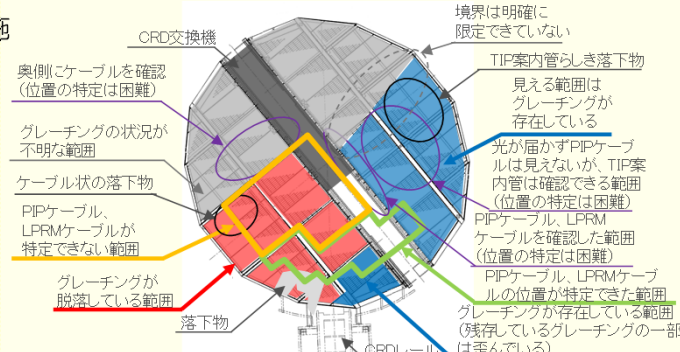 境界は明確に
限定できていない
CRD交換機
TIP案内管らしき落下物
奥側にケーブルを確認
(位置の特定は困難)
見える範囲は
グレーチングが
存在している
グレーチングの状況が
不明な範囲
光が届かずPIPケーブ
ルは見えないが、TIP案
内管は確認できる範囲
(位置の特定は困難)
ケーブル状の落下物
PIPケーブル、
LPRMケーブルが
特定できない範囲
PIPケーブル、LPRM
ケーブルを確認した範囲
(位置の特定は困難)
グレーチングが
脱落している範囲
PIPケーブル、LPRMケーブ
ルの位置が特定できた範囲
落下物
グレーチングが存在している範囲
(残存しているグレーチングの一部
は歪んでいる)
CRDレール